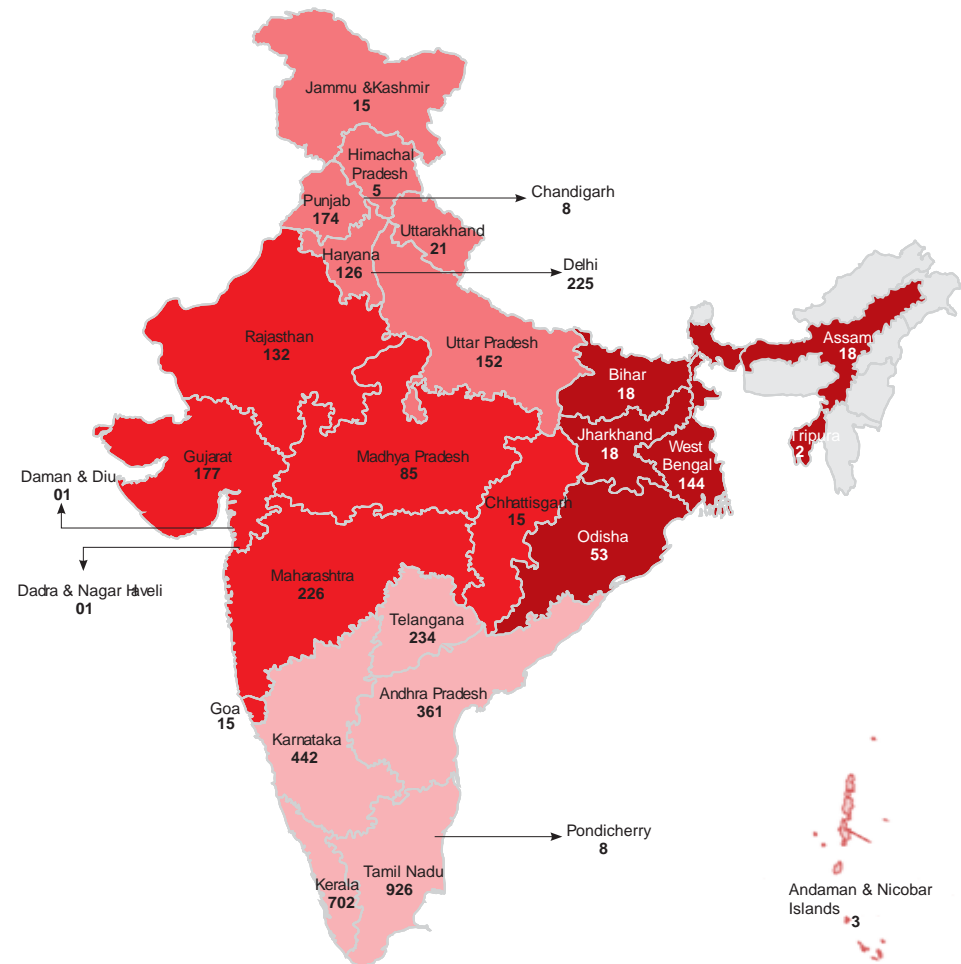 Jammu &Kashmir
15
Himachal
Pradesh
5
Chandigarh
8
Punjab
174
Uttarakhand
21
Haryana
126
Delhi
225
Rajasthan
132
Uttar Pradesh
152
Assam
18
Bihar
18
Tripura
2
Jharkhand
18
West
Bengal
144
Gujarat
177
Madhya Pradesh
85
Daman & Diu
01
Chhattisgarh
15
Odisha
53
Dadra & Nagar Haveli
01
Maharashtra
226
Telangana
234
Andhra Pradesh
361
Goa
15
Karnataka
442
Pondicherry
8
Kerala
702
Tamil Nadu
926
Andaman & Nicobar
Islands
3